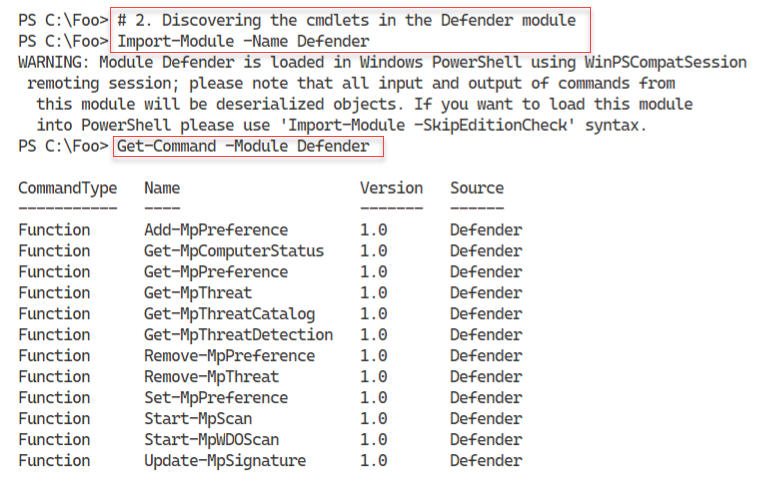 PS C:\Foo> # 2. Discovering the cmdlets in the Defender module
PS C:\Foo> Import-Module -Name Defender
WARNING: Module Defender is loaded in Windows PowerShell using WinPSCompatSession
remoting session; please note that all input and output of commands from
this module will be deserialized objects. If you want to load this module
into PowerShell please use 'Import-Module -SkipEditionCheck' syntax.
PS C:\Foo> Get-Command -Module Defender
CommandType Name Version Source
----------- ---- ------- ------
Function Add-MpPreference 1.0 Defender
Function Get-MpComputerStatus 1.0 Defender
Function Get-MpPreference 1.0 Defender
Function Get-MpThreat 1.0 Defender
Function Get-MpThreatCatalog 1.0 Defender
Function Get-MpThreatDetection 1.0 Defender
Function Remove-MpPreference 1.0 Defender
Function Remove-MpThreat 1.0 Defender
Function Set-MpPreference 1.0 Defender
Function Start-MpScan 1.0 Defender
Function Start-MpWDOScan 1.0 Defender
Function Update-MpSignature 1.0 Defender